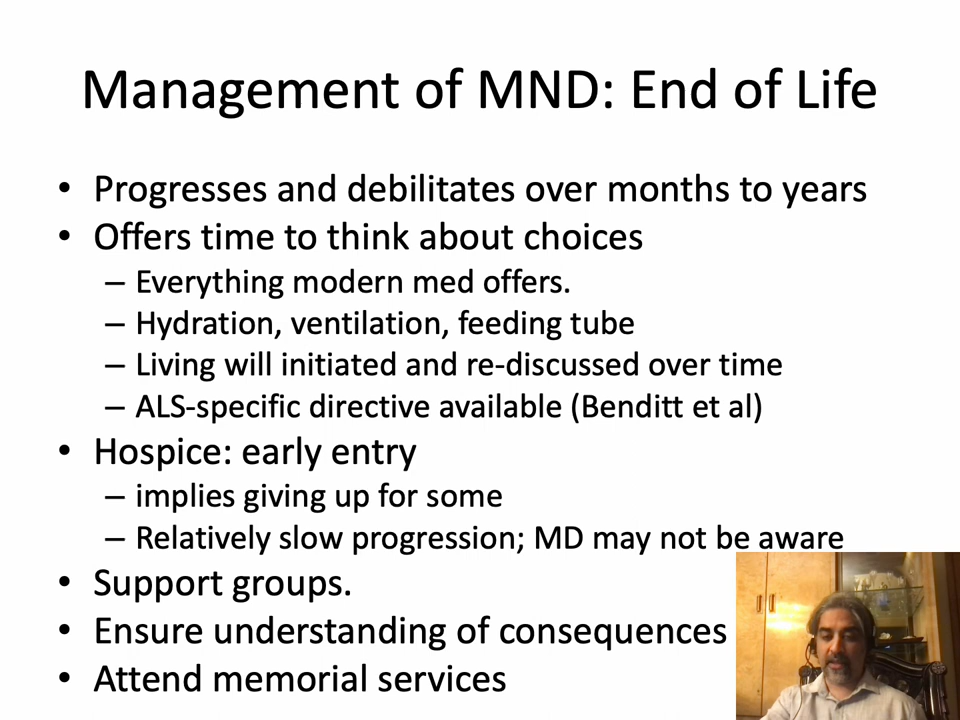 Management of MND: End of Life
• Progresses and debilitates over months to years
• Offers time to think about choices
– Everything modern med offers.
– Hydration, ventilation, feeding tube
– Living will initiated and re-discussed over time
– ALS-specific directive available (Benditt et al)
• Hospice: early entry
– implies giving up for some
– Relatively slow progression; MD may not be aware
• Support groups.
• Ensure understanding of consequences
• Attend memorial services